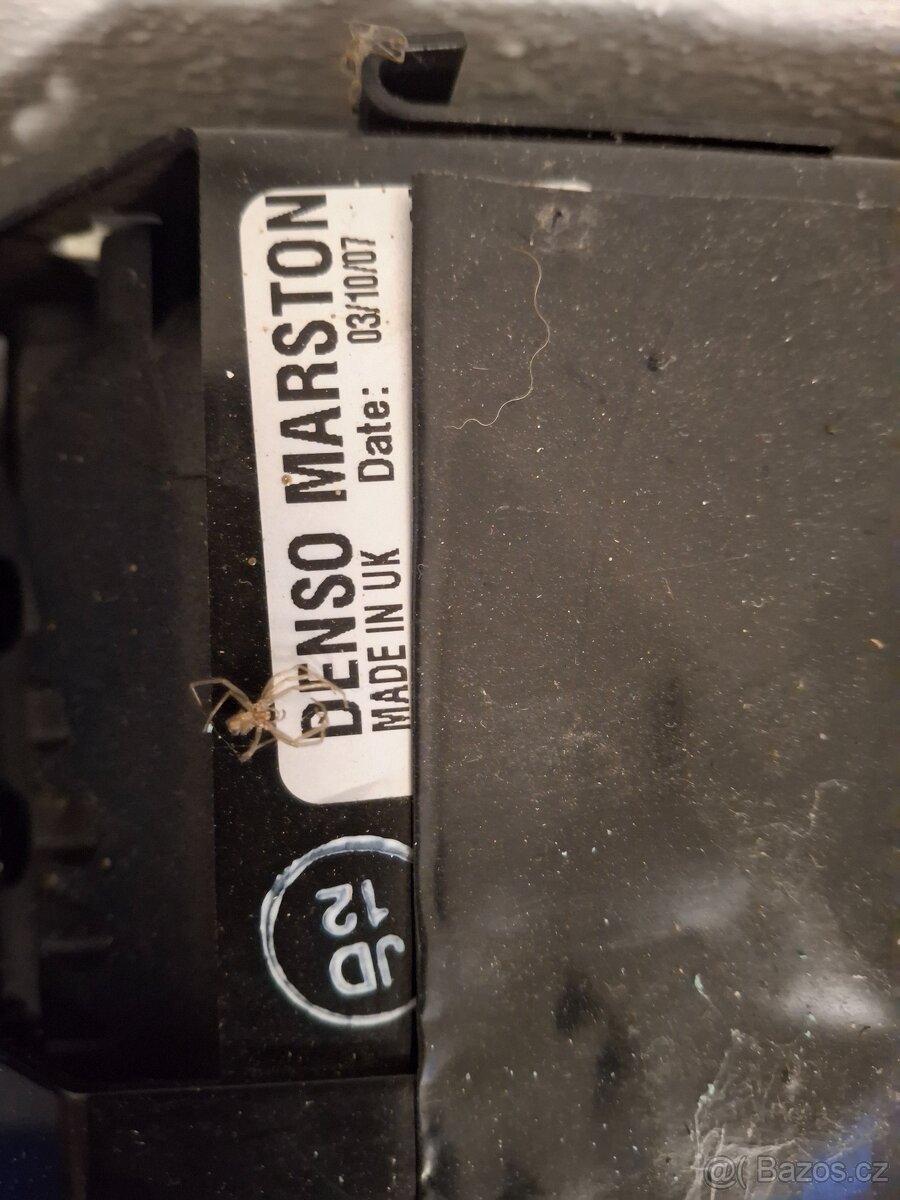 DENSO MARSTON
MADE IN UK Date: 03/10/07
JD
12
@( Bazos.cz